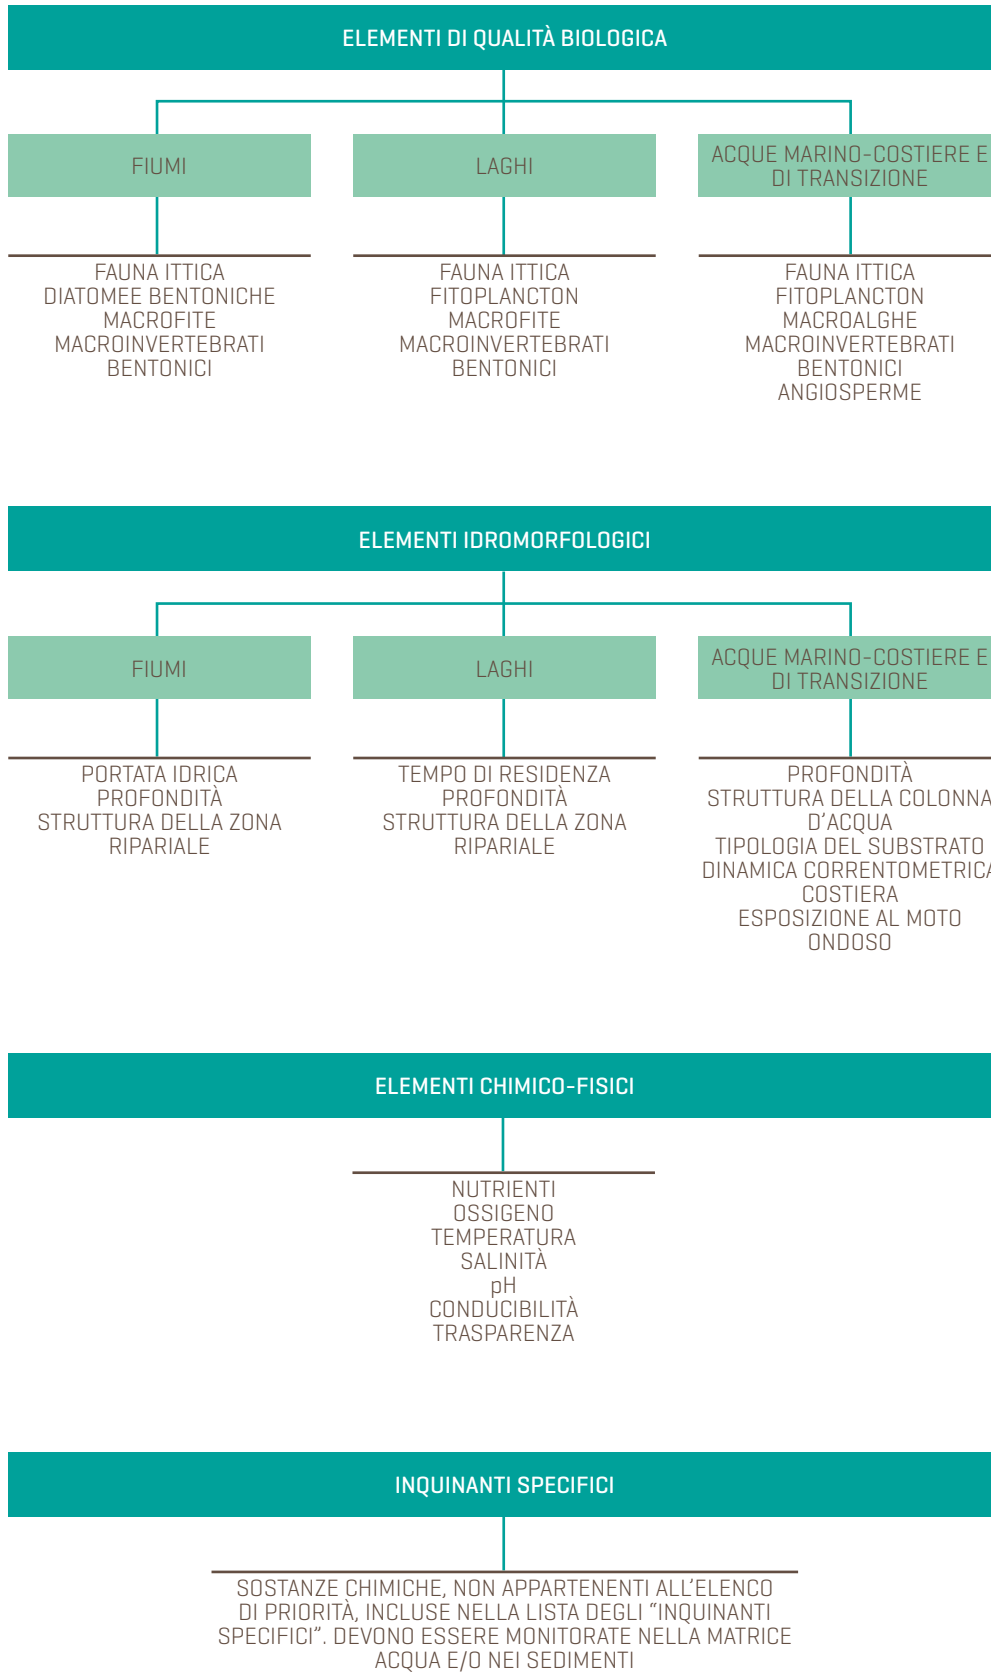 ELEMENTI DI QUALITÀ BIOLOGICA
FIUMI
FAUNA ITTICA
DIATOMEE BENTONICHE
MACROFITE
MACROINVERTEBRATI
BENTONICI
LAGHI
FAUNA ITTICA
FITOPLANCTON
MACROFITE
MACROINVERTEBRATI
BENTONICI
ACQUE MARINO-COSTIERE E
DI TRANSIZIONE
FAUNA ITTICA
FITOPLANCTON
MACROALGHE
MACROINVERTEBRATI
BENTONICI
ANGIOSPERME
ELEMENTI IDROMORFOLOGICI
FIUMI
PORTATA IDRICA
PROFONDITÀ
STRUTTURA DELLA ZONA
RIPARIALE
LAGHI
TEMPO DI RESIDENZA
PROFONDITÀ
STRUTTURA DELLA ZONA
RIPARIALE
ACQUE MARINO-COSTIERE E
DI TRANSIZIONE
PROFONDITÀ
STRUTTURA DELLA COLONNA
D'ACQUA
TIPOLOGIA DEL SUBSTRATO
DINAMICA CORRENTOMETRICA
COSTIERA
ESPOSIZIONE AL MOTO
ONDOSO
ELEMENTI CHIMICO-FISICI
NUTRIENTI
OSSIGENO
TEMPERATURA
SALINITÀ
pH
CONDUCIBILITÀ
TRASPARENZA
INQUINANTI SPECIFICI
SOSTANZE CHIMICHE, NON APPARTENENTI ALL'ELENCO
DI PRIORITÀ, INCLUSE NELLA LISTA DEGLI "INQUINANTI
SPECIFICI". DEVONO ESSERE MONITORATE NELLA MATRICE
ACQUA E/O NEI SEDIMENTI